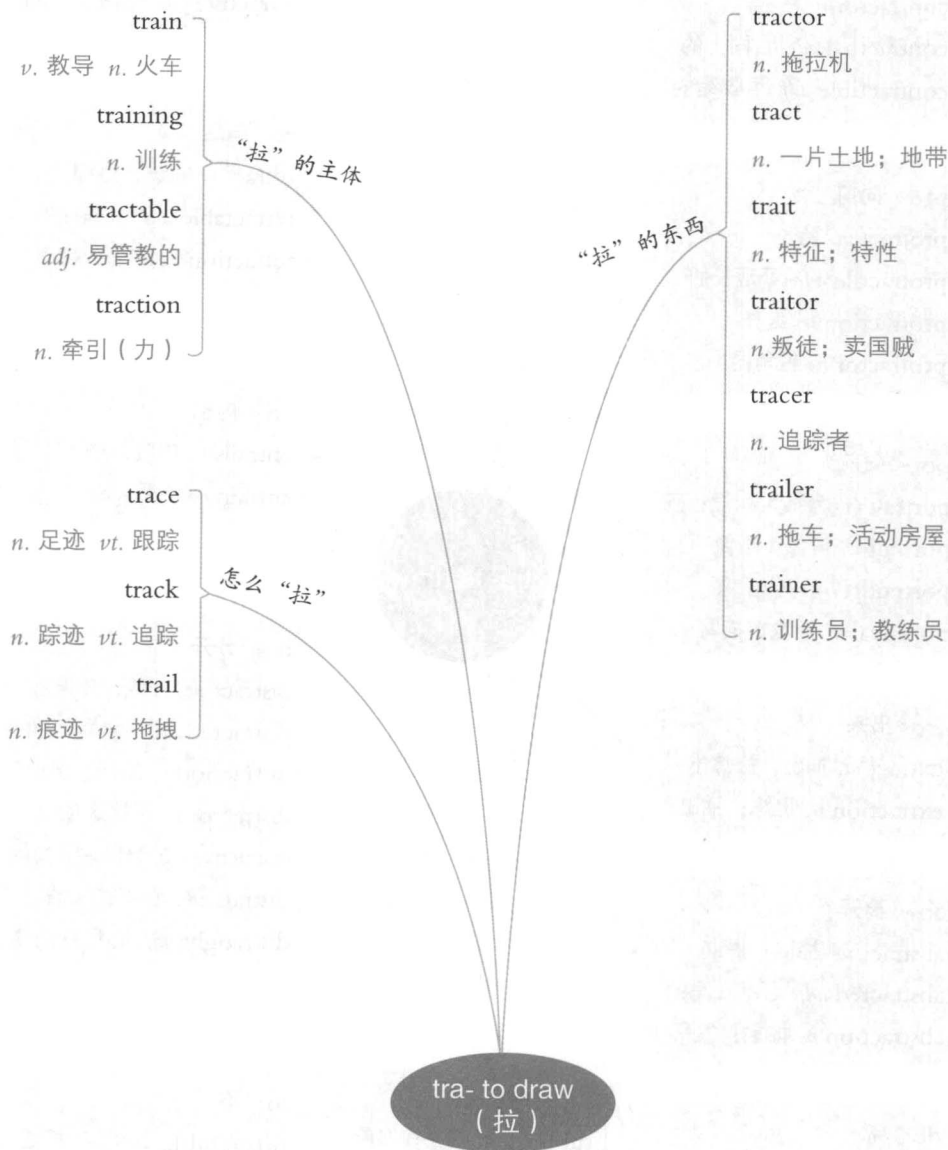 train
v. 教导 n. 火车
training
n. 训练
tractable
adj. 易管教的
traction
n. 牵引（力）
“拉”的主体
trace
n. 足迹 vt. 跟踪
track
n. 踪迹 vt. 追踪
trail
n. 痕迹 vt. 拖拽
怎么“拉”
tractor
n. 拖拉机
tract
n. 一片土地；地带
trait
n. 特征；特性
traitor
n.叛徒；卖国贼
tracer
n. 追踪者
trailer
n. 拖车；活动房屋
trainer
n. 训练员；教练员
“拉”的东西
tra- to draw
（拉）